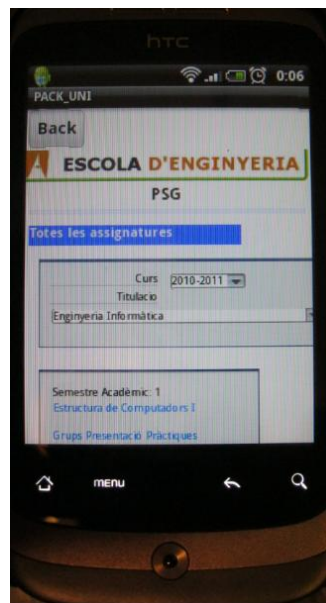 htc
0:06
PACK_UNI
Back
ESCOLA D'ENGINYERIA
PSG
Totes les assignatures
Curs 2010-2011
Titulacio
Enginyeria Informàtica
Semestre Acadèmic: 1
Estructura de Computadors I
Grups Presentació Pràctiques
MENU